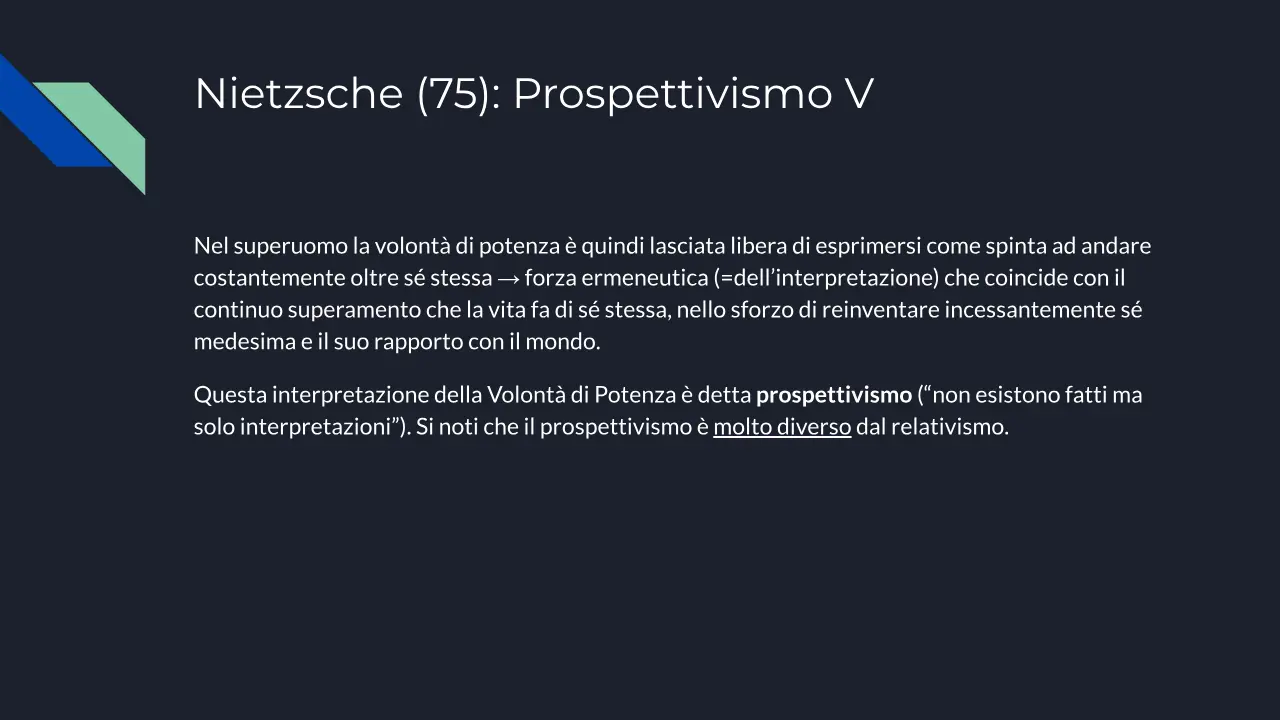 Nietzsche (75): Prospettivismo V
Nel superuomo la volontà di potenza è quindi lasciata libera di esprimersi come spinta ad andare
costantemente oltre sé stessa → forza ermeneutica (=dell’interpretazione) che coincide con il
continuo superamento che la vita fa di sé stessa, nello sforzo di reinventare incessantemente sé
medesima e il suo rapporto con il mondo.
Questa interpretazione della Volontà di Potenza è detta prospettivismo (“non esistono fatti ma
solo interpretazioni”). Si noti che il prospettivismo è molto diverso dal relativismo.